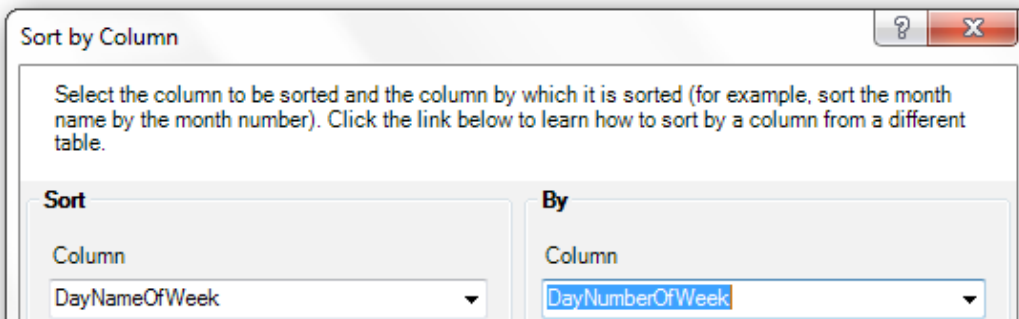 Sort by Column
Select the column to be sorted and the column by which it is sorted (for example, sort the month
name by the month number). Click the link below to learn how to sort by a column from a different
table.
Sort
By
Column
Column
DayNameOfWeek
DayNumberOfWeek